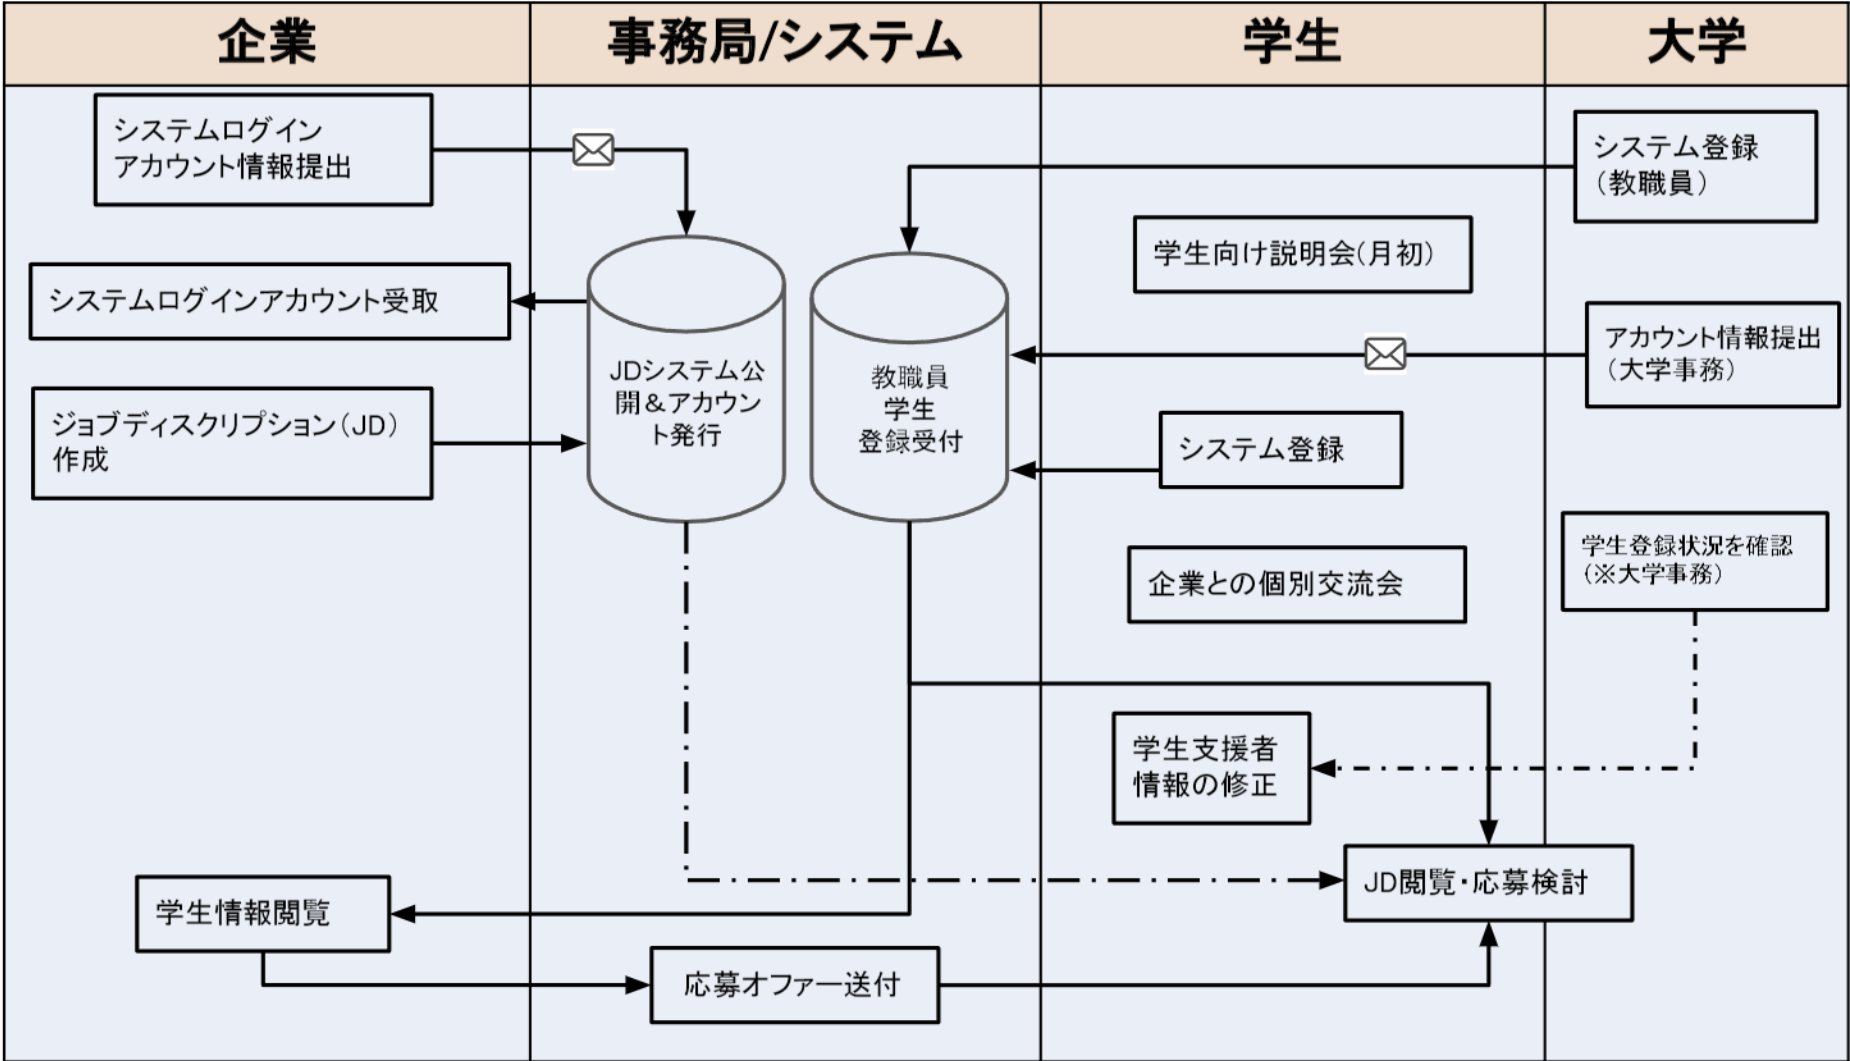 企業
事務局/システム
学生
大学
システムログイン
アカウント情報提出
システム登録
(教職員)
学生向け説明会(月初)
システムログインアカウント受取
アカウント情報提出
(大学事務)
JDシステム公
開&アカウン
ト発行
教職員
学生
登録受付
ジョブディスクリプション(JD)
作成
システム登録
学生登録状況を確認
(※大学事務)
企業との個別交流会
学生支援者
情報の修正
JD閲覧・応募検討
学生情報閲覧
応募オファー送付